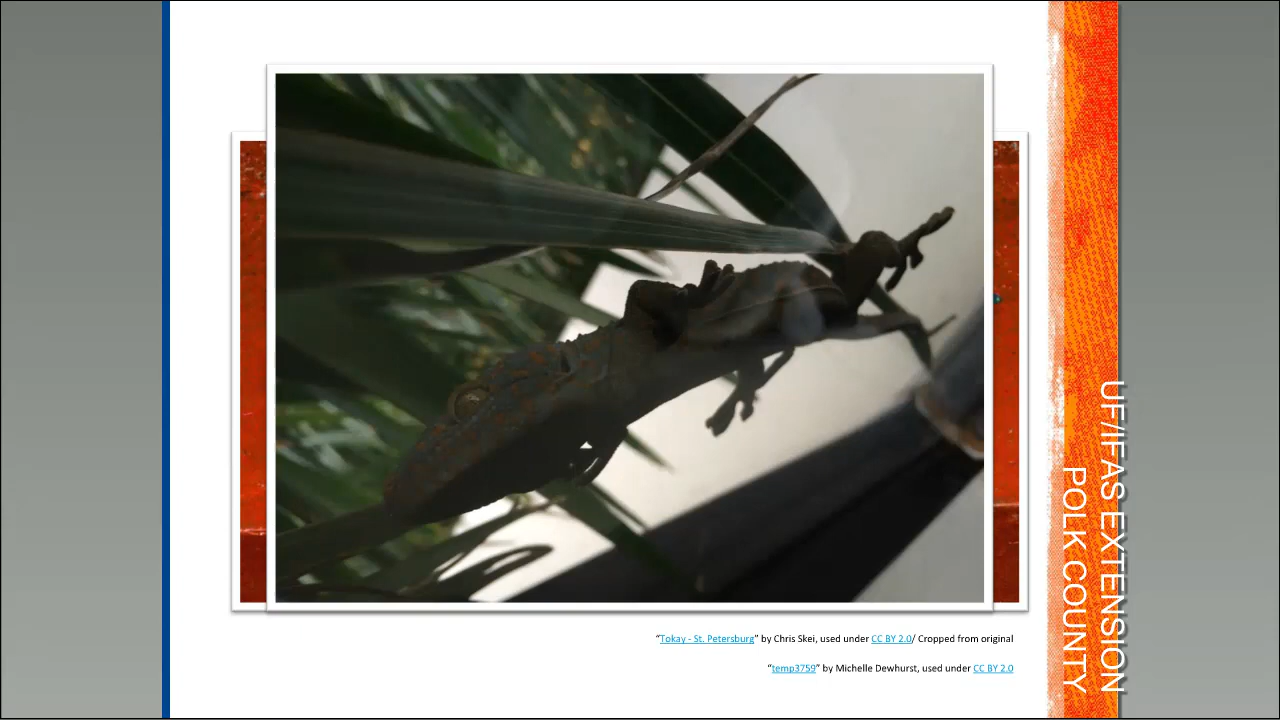 “Tokay - St. Petersburg” by Chris Skei, used under CC BY 2.0/ Cropped from original
“temp3759” by Michelle Dewhurst, used under CC BY 2.0
UF/IFAS EXTENSION
POLK COUNTY